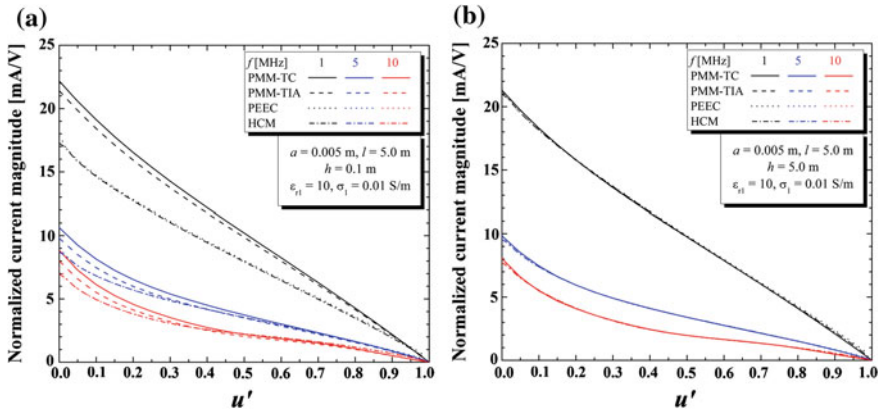 (a)
Normalized current magnitude [mA/V]
25
20
15
10
5
0
f [MHz] 1 5 10
PMM-TC
PMM-TIA
PEEC
HCM
a = 0.005 m, l = 5.0 m
h = 0.1 m
εr1 = 10, σ1 = 0.01 S/m
0.0 0.1 0.2 0.3 0.4 0.5 0.6 0.7 0.8 0.9 1.0
u'
(b)
Normalized current magnitude [mA/V]
25
20
15
10
5
0
f [MHz] 1 5 10
PMM-TC
PMM-TIA
PEEC
HCM
a = 0.005 m, l = 5.0 m
h = 5.0 m
εr1 = 10, σ1 = 0.01 S/m
0.0 0.1 0.2 0.3 0.4 0.5 0.6 0.7 0.8 0.9 1.0
u'